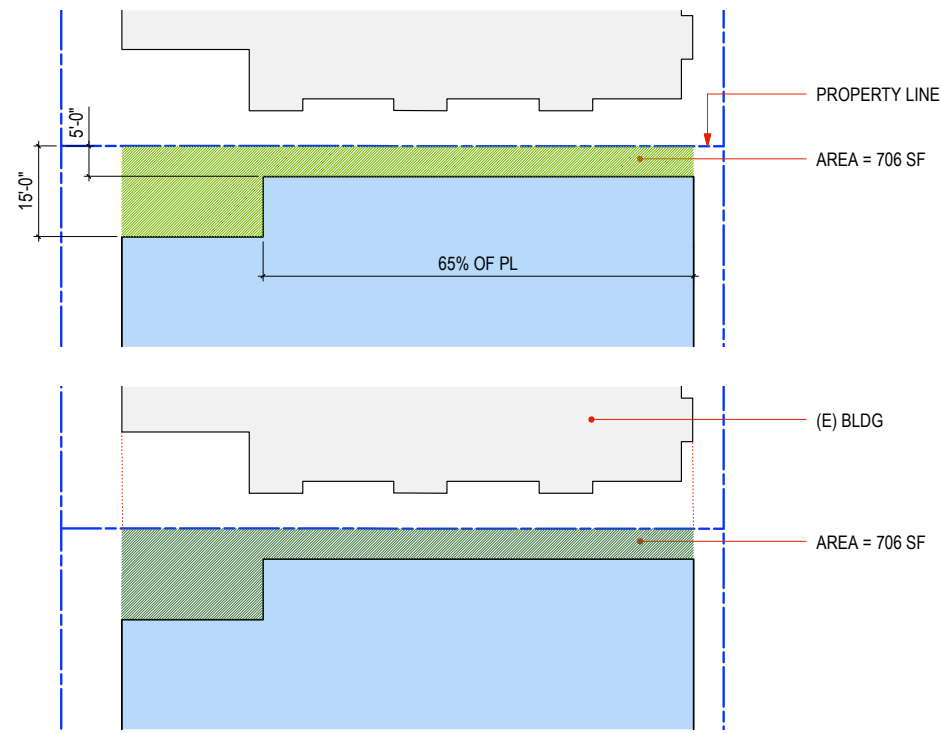 PROPERTY LINE
5'-0"
AREA = 706 SF
15'-0"
65% OF PL
(E) BLDG
AREA = 706 SF